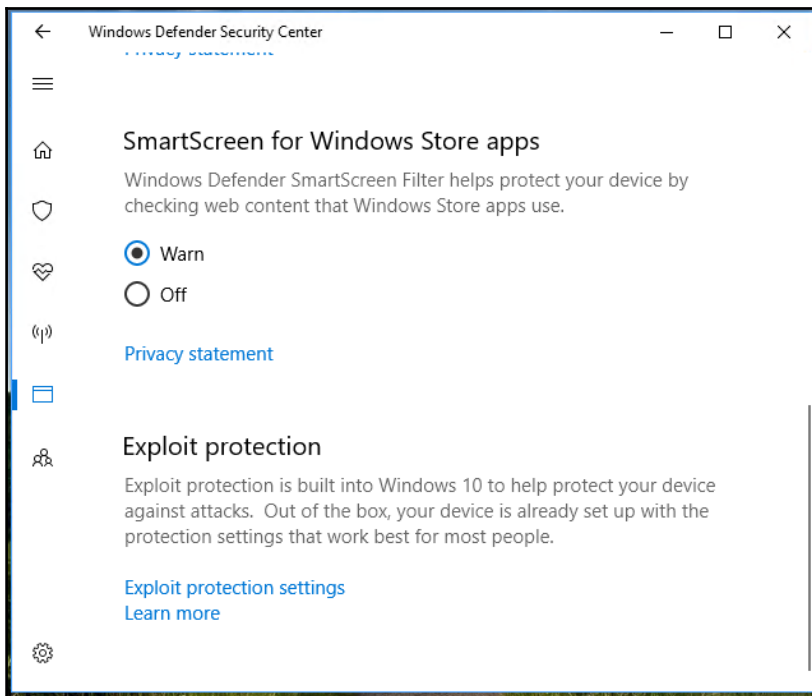 Windows Defender Security Center
Privacy statement
SmartScreen for Windows Store apps
Windows Defender SmartScreen Filter helps protect your device by
checking web content that Windows Store apps use.
Warn
Off
Privacy statement
Exploit protection
Exploit protection is built into Windows 10 to help protect your device
against attacks.  Out of the box, your device is already set up with the
protection settings that work best for most people.
Exploit protection settings
Learn more